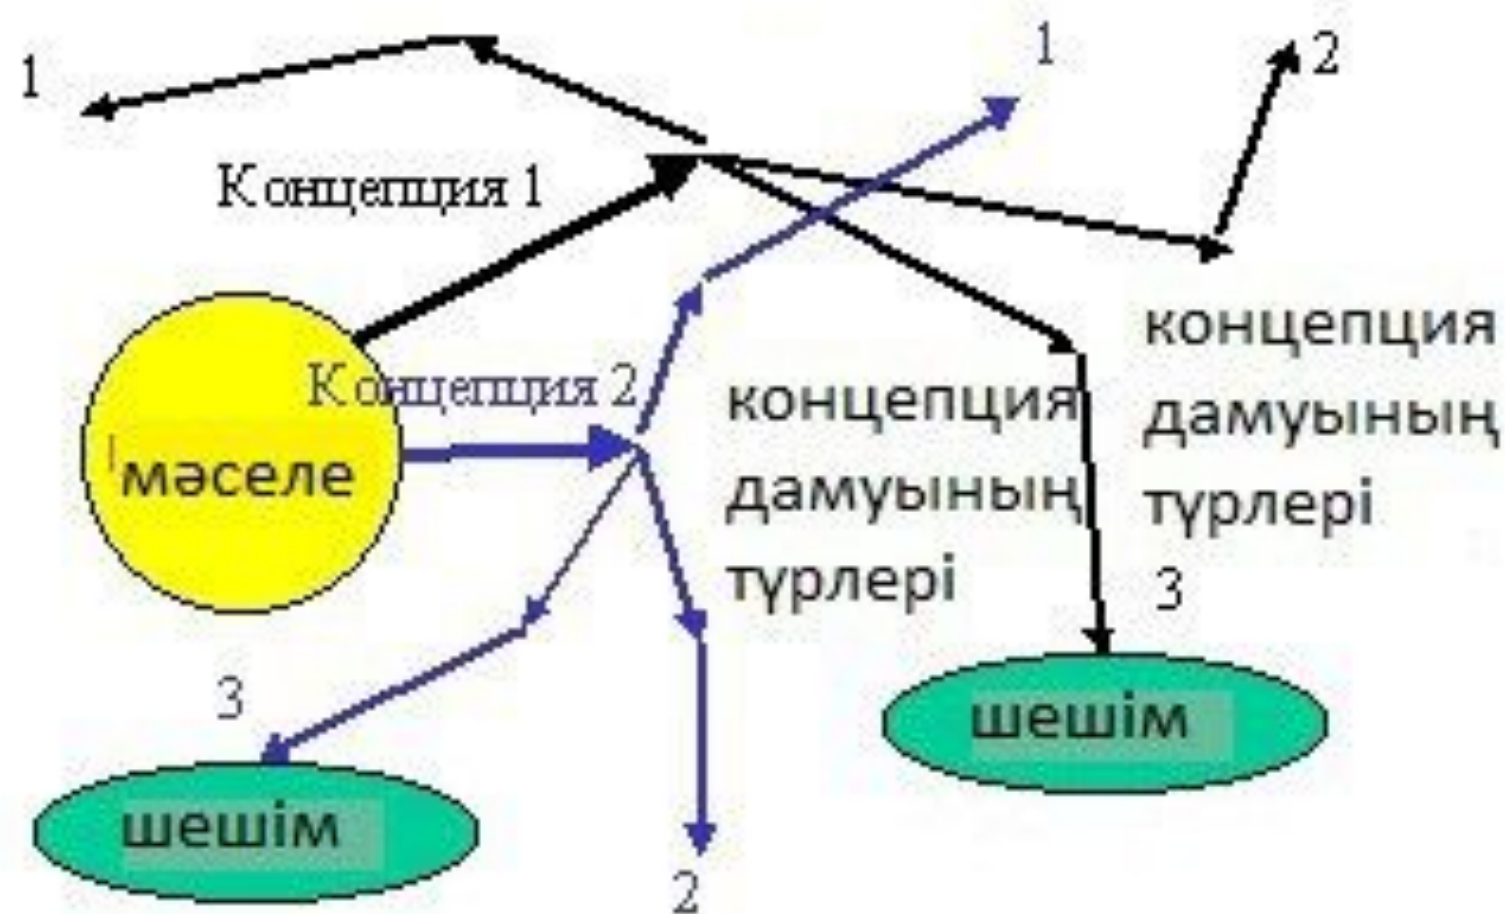 1
1
2
Концепция 1
концепция
дамуының
түрлері
Концепция 2
концепция
дамуының
түрлері
мәселе
3
3
шешім
шешім
2